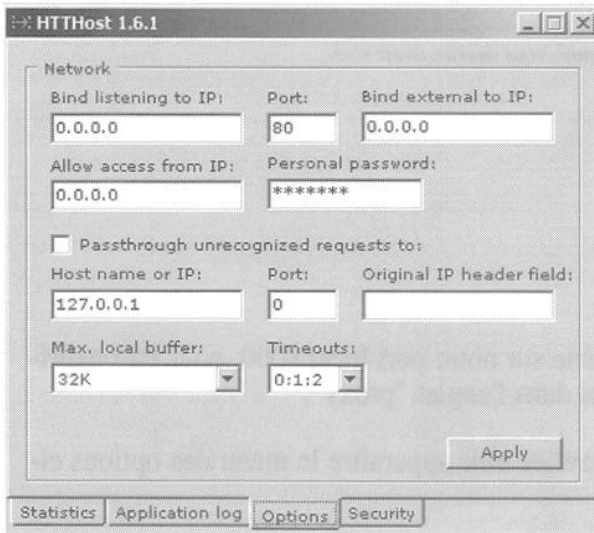 HTTHost 1.6.1
Network
Bind listening to IP: Port: Bind external to IP:
0.0.0.0 80 0.0.0.0
Allow access from IP: Personal password:
0.0.0.0 *******
Passthrough unrecognized requests to:
Host name or IP: Port: Original IP header field:
127.0.0.1 0
Max. local buffer: Timeouts:
32K 0:1:2
Apply
Statistics Application log Options Security